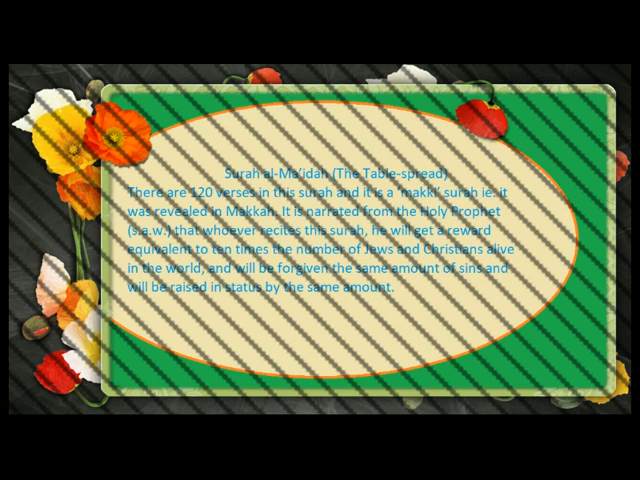 Surah al-Ma'idah (The Table-spread)
There are 120 verses in this surah and it is a 'makki' surah ie. it
was revealed in Makkah. It is narrated from the Holy Prophet
(s.a.w.) that whoever recites this surah, he will get a reward
equivalent to ten times the number of Jews and Christians alive
in the world, and will be forgiven the same amount of sins and
will be raised in status by the same amount.